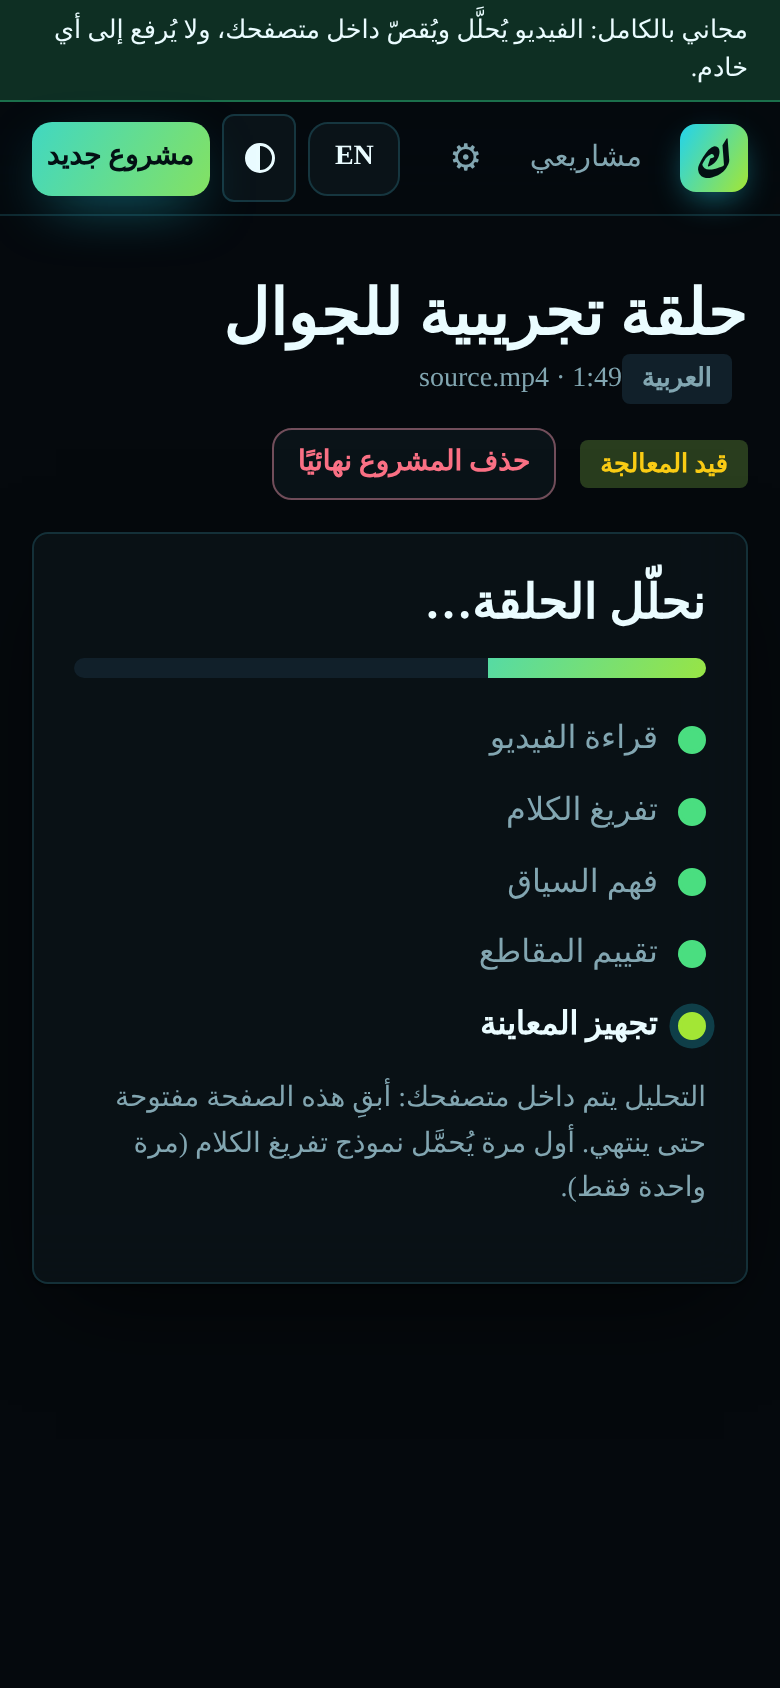 مجاني بالكامل: الفيديو يُحلَّل ويُقصّ داخل متصفحك، ولا يُرفع إلى أي
خادم.
ك
مشاريعي
EN
مشروع جديد
حلقة تجريبية للجوال
العربية source.mp4 · 1:49
قيد المعالجة
حذف المشروع نهائيًا
نحلّل الحلقة…
قراءة الفيديو
تفريغ الكلام
فهم السياق
تقييم المقاطع
تجهيز المعاينة
التحليل يتم داخل متصفحك: أبقِ هذه الصفحة مفتوحة
حتى ينتهي. أول مرة يُحمَّل نموذج تفريغ الكلام (مرة
واحدة فقط).